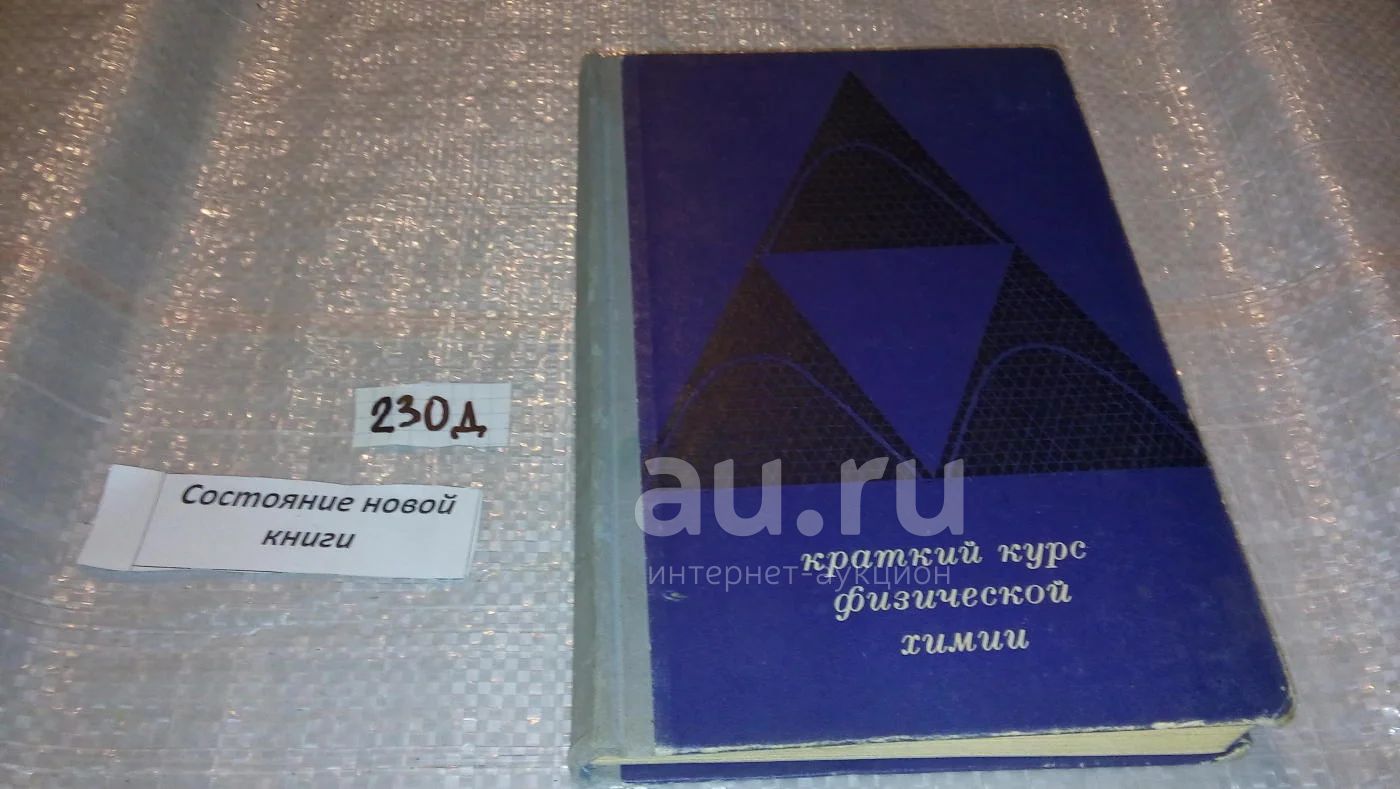 230д
Состояние новой
книги
au.ru
интернет-аукцион
краткий курс
физической
химии